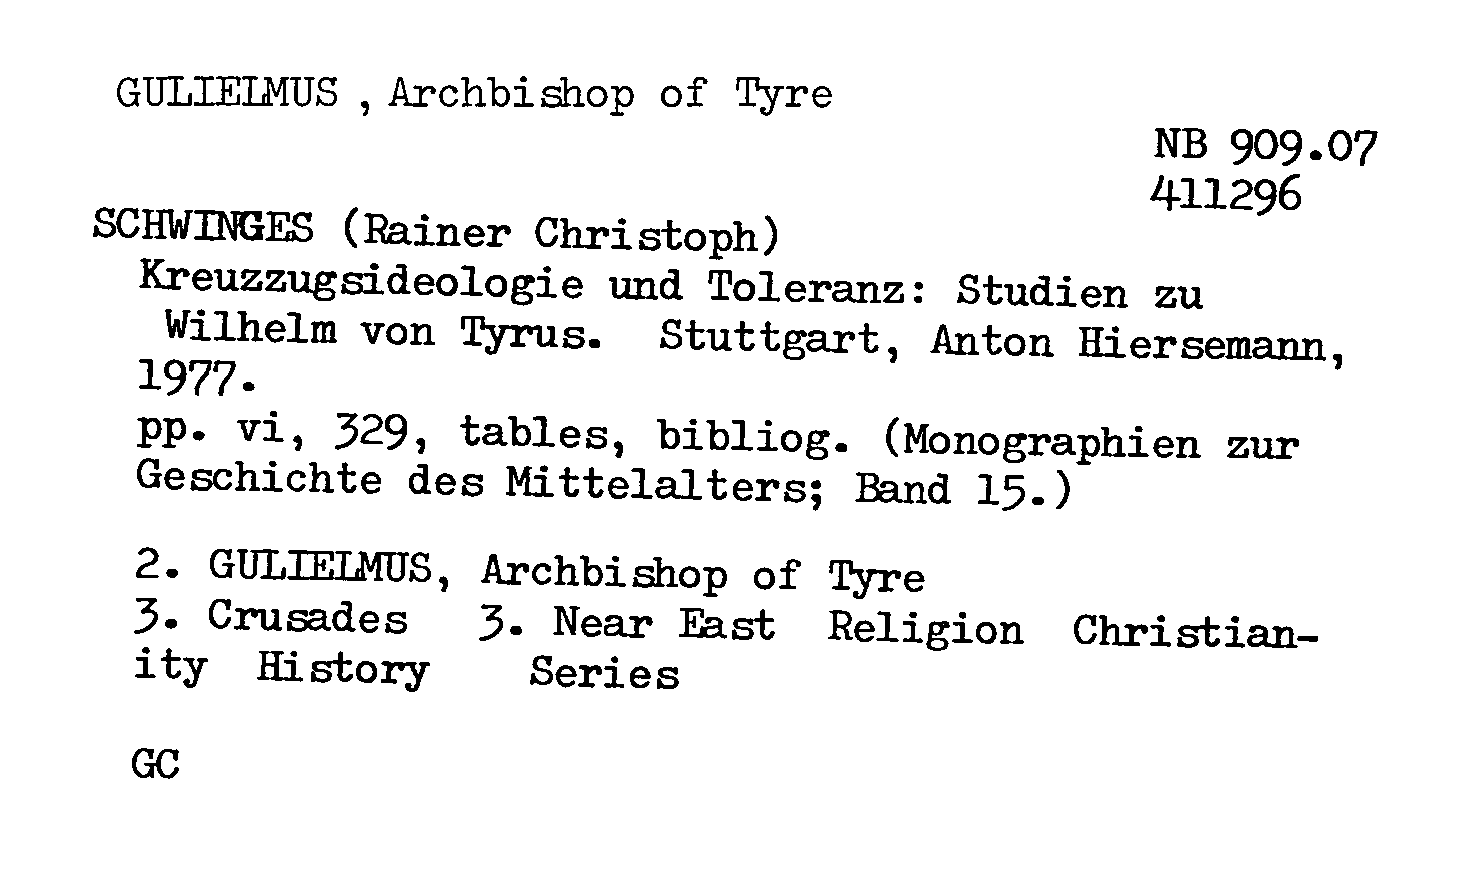 GULIELMUS , Archbishop of Tyre
NB 909.07
411296
SCHWINGES (Rainer Christoph)
Kreuzzugsideologie und Toleranz: Studien zu
Wilhelm von Tyrus. Stuttgart, Anton Hiersemann,
1977.
pp. vi, 329, tables, bibliog. (Monographien zur
Geschichte des Mittelalters; Band 15.)
2. GULIELMUS, Archbishop of Tyre
3. Crusades 3. Near East Religion Christian-
ity History Series
GC